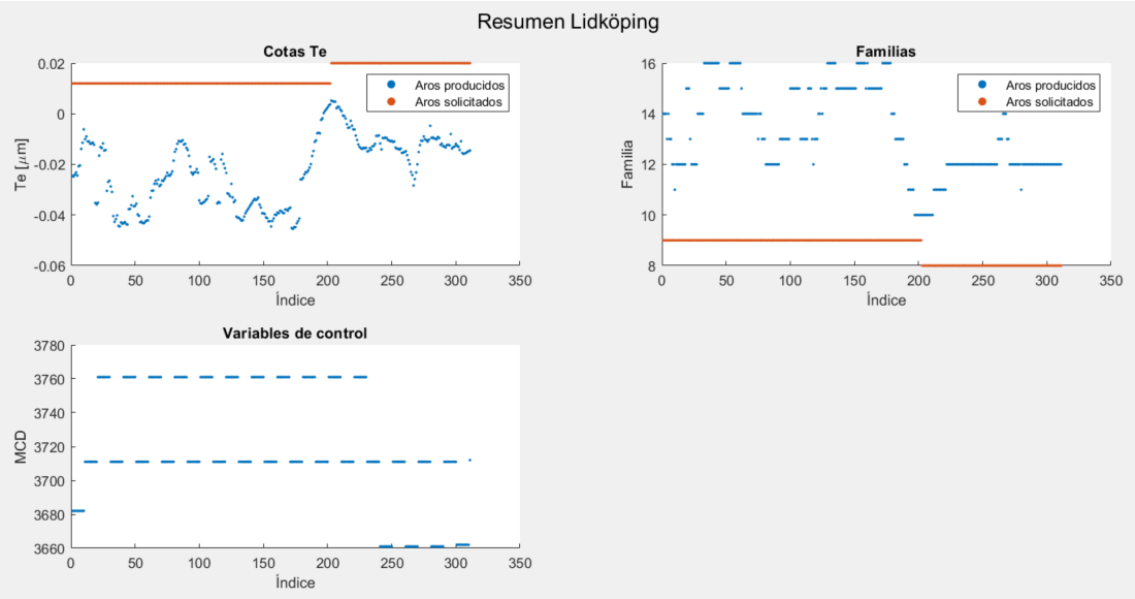 Resumen Lidköping
Cotas Te
0.02
0
-0.02
-0.04
-0.06
Te [μm]
0 50 100 150 200 250 300 350
Índice
Aros producidos
Aros solicitados
Familias
16
14
12
10
8
Familia
0 50 100 150 200 250 300 350
Índice
Aros producidos
Aros solicitados
Variables de control
3780
3760
3740
3720
3700
3680
3660
MCD
0 50 100 150 200 250 300 350
Índice